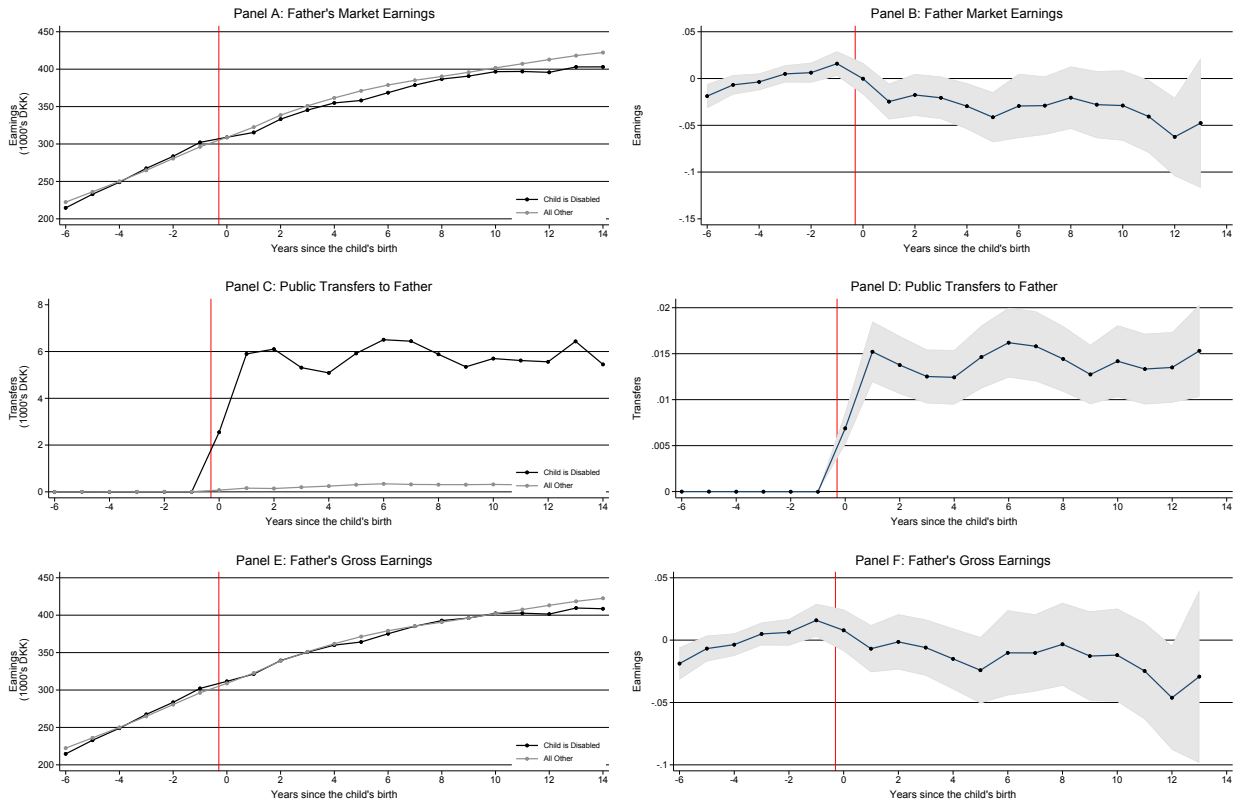 Panel A: Father's Market Earnings
450
400
350
300
250
200
Earnings
(1000's DKK)
-6 -4 -2 0 2 4 6 8 10 12 14
Years since the child's birth
Child is Disabled
All Other
Panel B: Father Market Earnings
.05
0
-.05
-.1
-.15
Earnings
-6 -4 -2 0 2 4 6 8 10 12 14
Years since the child's birth
Panel C: Public Transfers to Father
8
6
4
2
0
Transfers
(1000's DKK)
-6 -4 -2 0 2 4 6 8 10 12 14
Years since the child's birth
Child is Disabled
All Other
Panel D: Public Transfers to Father
.02
.015
.01
.005
0
Transfers
-6 -4 -2 0 2 4 6 8 10 12 14
Years since the child's birth
Panel E: Father's Gross Earnings
450
400
350
300
250
200
Earnings
(1000's DKK)
-6 -4 -2 0 2 4 6 8 10 12 14
Years since the child's birth
Child is Disabled
All Other
Panel F: Father's Gross Earnings
.05
0
-.05
-.1
Earnings
-6 -4 -2 0 2 4 6 8 10 12 14
Years since the child's birth